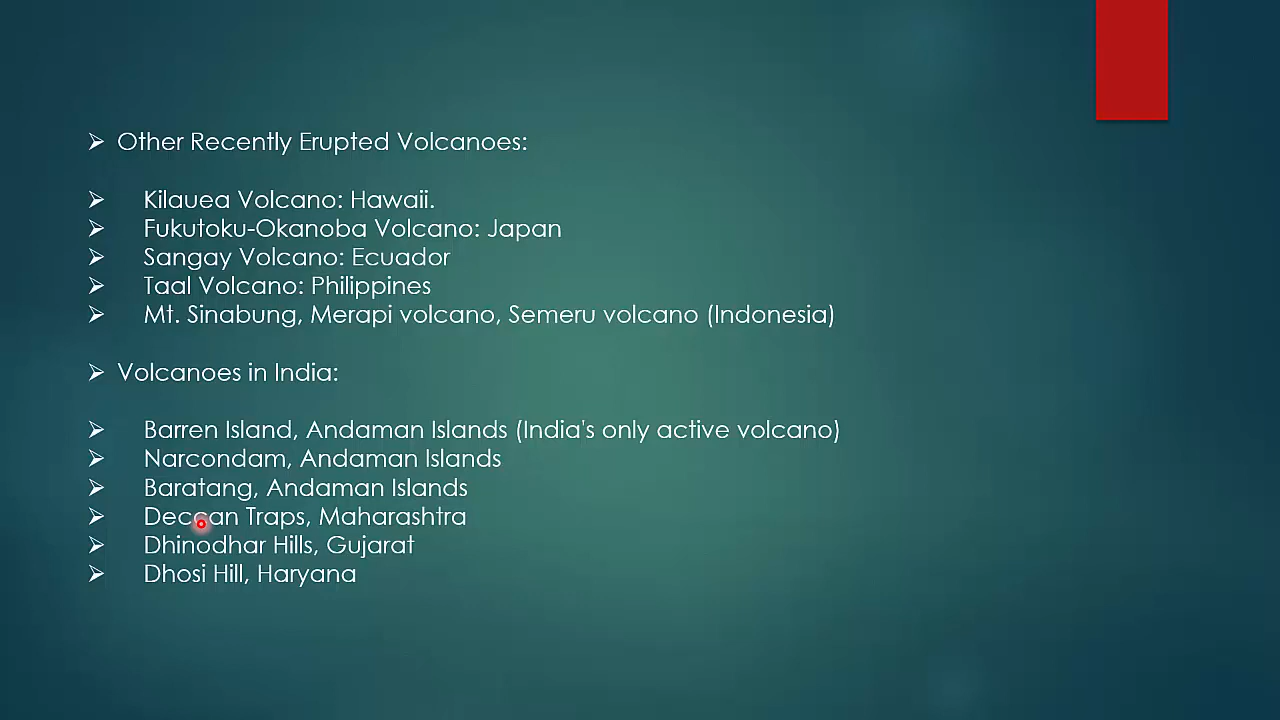 Other Recently Erupted Volcanoes:
Kilauea Volcano: Hawaii.
Fukutoku-Okanoba Volcano: Japan
Sangay Volcano: Ecuador
Taal Volcano: Philippines
Mt. Sinabung, Merapi volcano, Semeru volcano (Indonesia)
Volcanoes in India:
Barren Island, Andaman Islands (India's only active volcano)
Narcondam, Andaman Islands
Baratang, Andaman Islands
Deccan Traps, Maharashtra
Dhinodhar Hills, Gujarat
Dhosi Hill, Haryana